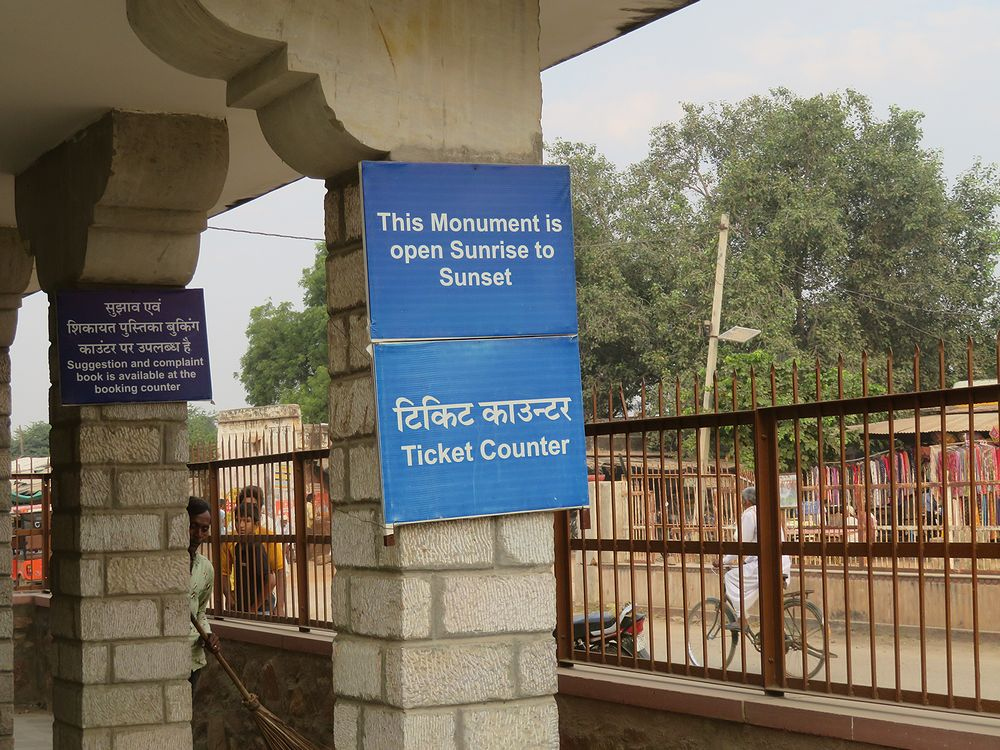 सुझाव एवं
शिकायत पुस्तिका बुकिंग
काउंटर पर उपलब्ध है
Suggestion and complaint
book is available at the
booking counter
This Monument is
open Sunrise to
Sunset
टिकिट काउन्टर
Ticket Counter